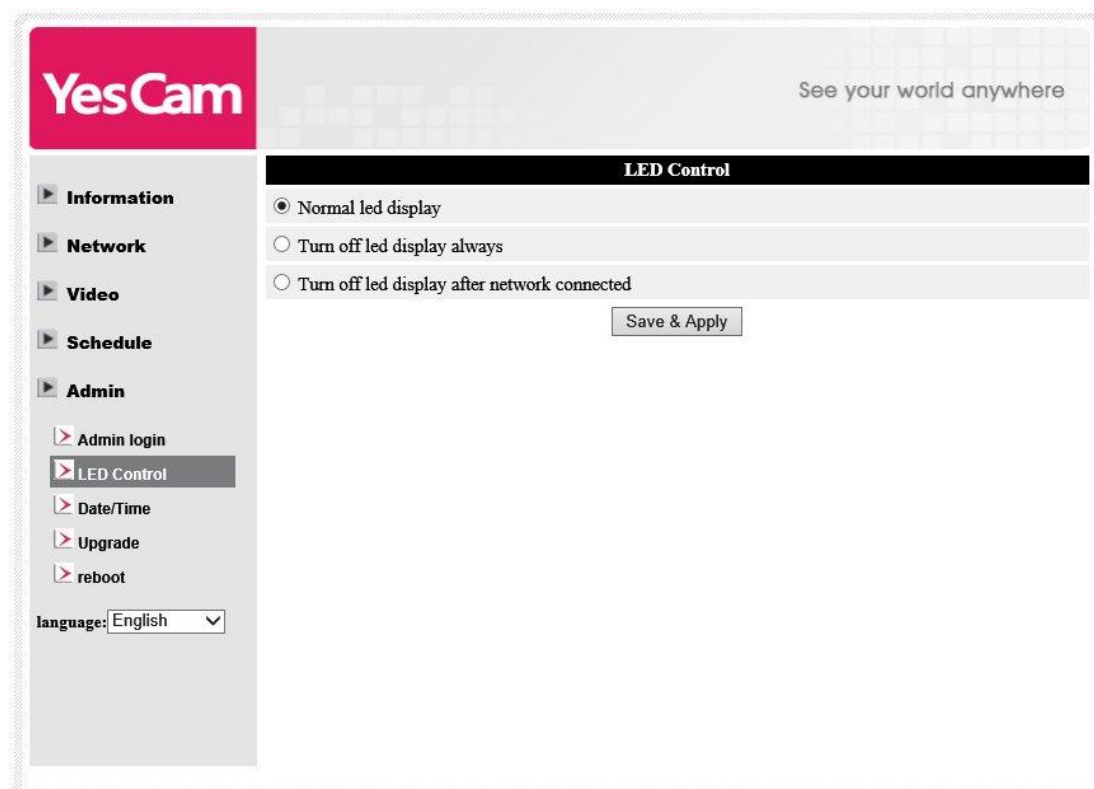 YesCam
See your world anywhere
Information
Network
Video
Schedule
Admin
Admin login
LED Control
Date/Time
Upgrade
reboot
language: English
LED Control
Normal led display
Turn off led display always
Turn off led display after network connected
Save & Apply